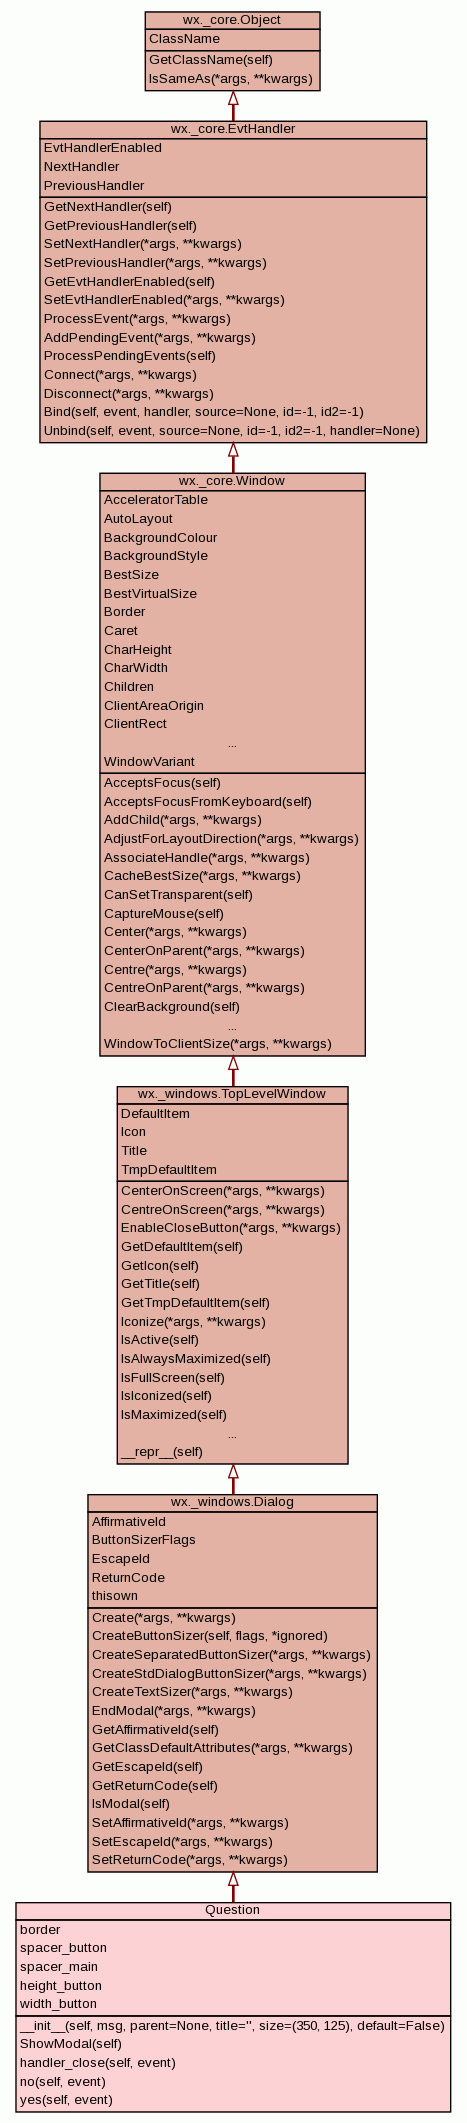 wx._core.Object
ClassName
GetClassName(self)
IsSameAs(*args, **kwargs)
wx._core.EvtHandler
EvtHandlerEnabled
NextHandler
PreviousHandler
GetNextHandler(self)
GetPreviousHandler(self)
SetNextHandler(*args, **kwargs)
SetPreviousHandler(*args, **kwargs)
GetEvtHandlerEnabled(self)
SetEvtHandlerEnabled(*args, **kwargs)
ProcessEvent(*args, **kwargs)
AddPendingEvent(*args, **kwargs)
ProcessPendingEvents(self)
Connect(*args, **kwargs)
Disconnect(*args, **kwargs)
Bind(self, event, handler, source=None, id=-1, id2=-1)
Unbind(self, event, source=None, id=-1, id2=-1, handler=None)
wx._core.Window
AcceleratorTable
AutoLayout
BackgroundColour
BackgroundStyle
BestSize
BestVirtualSize
Border
Caret
CharHeight
CharWidth
Children
ClientAreaOrigin
ClientRect
...
WindowVariant
AcceptsFocus(self)
AcceptsFocusFromKeyboard(self)
AddChild(*args, **kwargs)
AdjustForLayoutDirection(*args, **kwargs)
AssociateHandle(*args, **kwargs)
CacheBestSize(*args, **kwargs)
CanSetTransparent(self)
CaptureMouse(self)
Center(*args, **kwargs)
CenterOnParent(*args, **kwargs)
Centre(*args, **kwargs)
CentreOnParent(*args, **kwargs)
ClearBackground(self)
...
WindowToClientSize(*args, **kwargs)
wx._windows.TopLevelWindow
DefaultItem
Icon
Title
TmpDefaultItem
CenterOnScreen(*args, **kwargs)
CentreOnScreen(*args, **kwargs)
EnableCloseButton(*args, **kwargs)
GetDefaultItem(self)
GetIcon(self)
GetTitle(self)
GetTmpDefaultItem(self)
Iconize(*args, **kwargs)
IsActive(self)
IsAlwaysMaximized(self)
IsFullScreen(self)
IsIconized(self)
IsMaximized(self)
...
__repr__(self)
wx._windows.Dialog
AffirmativeId
ButtonSizerFlags
EscapeId
ReturnCode
thisown
Create(*args, **kwargs)
CreateButtonSizer(self, flags, *ignored)
CreateSeparatedButtonSizer(*args, **kwargs)
CreateStdDialogButtonSizer(*args, **kwargs)
CreateTextSizer(*args, **kwargs)
EndModal(*args, **kwargs)
GetAffirmativeId(self)
GetClassDefaultAttributes(*args, **kwargs)
GetEscapeId(self)
GetReturnCode(self)
IsModal(self)
SetAffirmativeId(*args, **kwargs)
SetEscapeId(*args, **kwargs)
SetReturnCode(*args, **kwargs)
Question
border
spacer_button
spacer_main
height_button
width_button
__init__(self, msg, parent=None, title='', size=(350, 125), default=False)
ShowModal(self)
handler_close(self, event)
no(self, event)
yes(self, event)